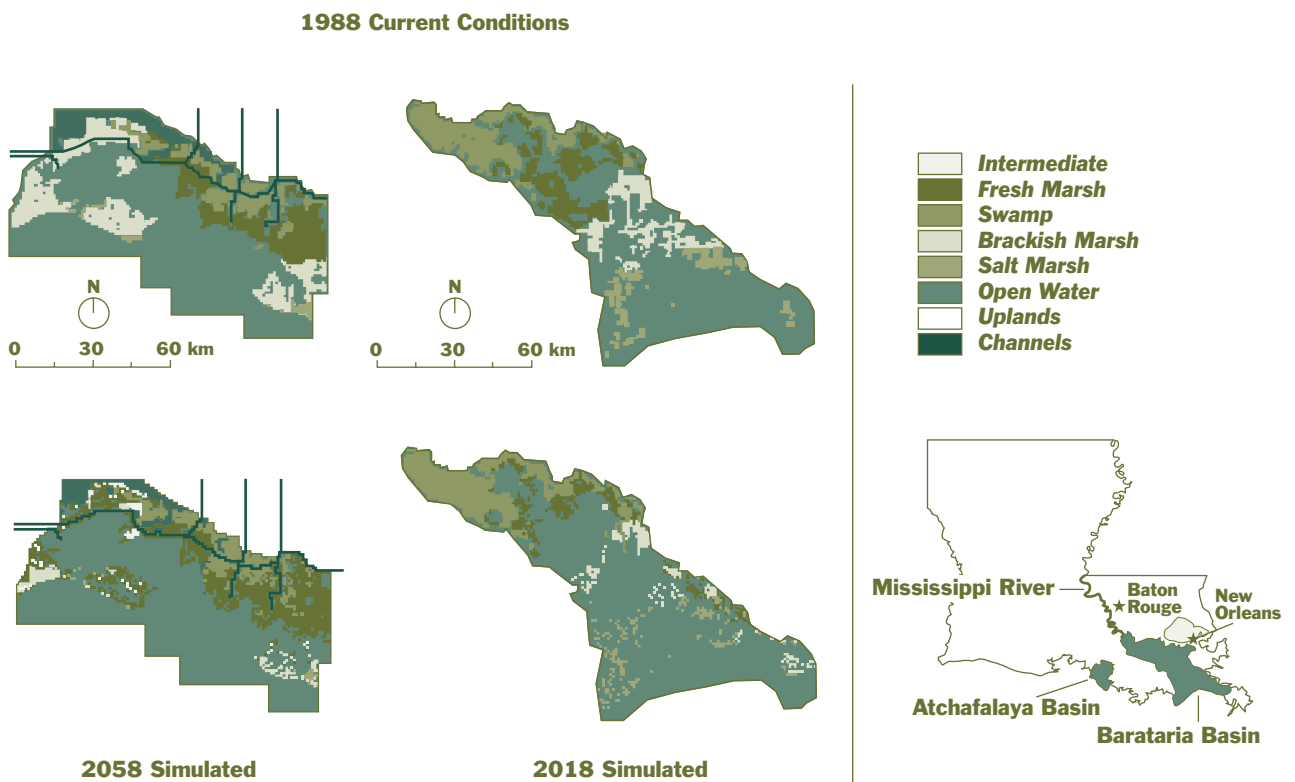 1988 Current Conditions
N
0 30 60 km
N
0 30 60 km
2058 Simulated
2018 Simulated
Intermediate
Fresh Marsh
Swamp
Brackish Marsh
Salt Marsh
Open Water
Uplands
Channels
Mississippi River
Baton
Rouge
New
Orleans
Atchafalaya Basin
Barataria Basin